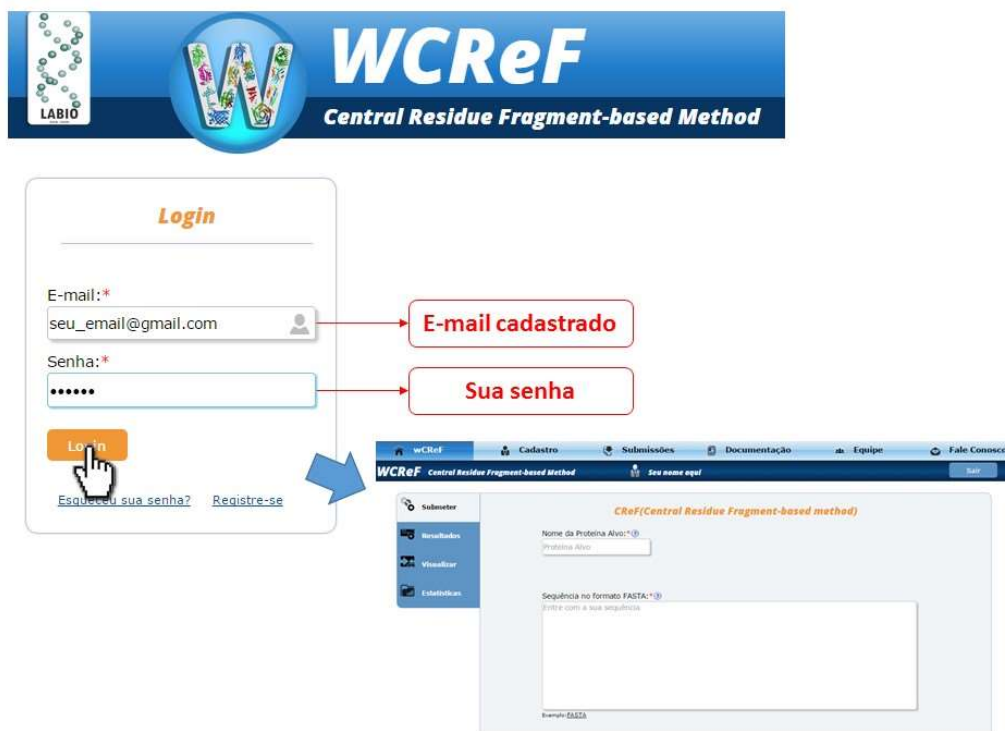 LABIO
W
WCReF
Central Residue Fragment-based Method
Login
E-mail:*
seu_email@gmail.com
E-mail cadastrado
Senha:*
••••••
Sua senha
Login
Esqueceu sua senha? Registre-se
wCReF Cadastro Submissões Documentação Equipe Fale Conosco
WCReF Central Residue Fragment-based Method Seu nome aqui Sair
Submeter
Resultados
Visualizar
Estatísticas
CReF(Central Residue Fragment-based method)
Nome da Proteína Alvo:*
Proteína Alvo
Sequência no formato FASTA:*
Entre com a sua sequência
Exemplo:FASTA